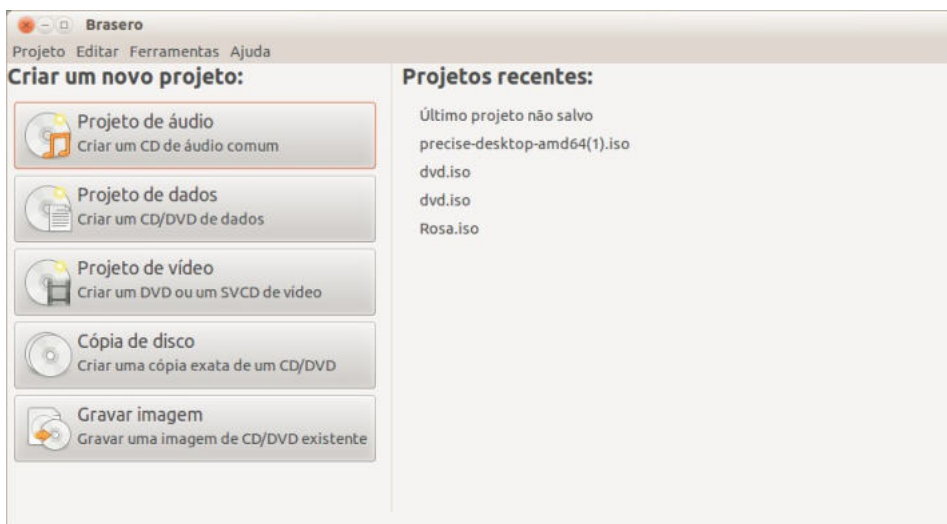 Brasero
Projeto Editar Ferramentas Ajuda
Criar um novo projeto:
Projeto de áudio
Criar um CD de áudio comum
Projeto de dados
Criar um CD/DVD de dados
Projeto de vídeo
Criar um DVD ou um SVCD de vídeo
Cópia de disco
Criar uma cópia exata de um CD/DVD
Gravar imagem
Gravar uma imagem de CD/DVD existente
Projetos recentes:
Último projeto não salvo
precise-desktop-amd64(1).iso
dvd.iso
dvd.iso
Rosa.iso